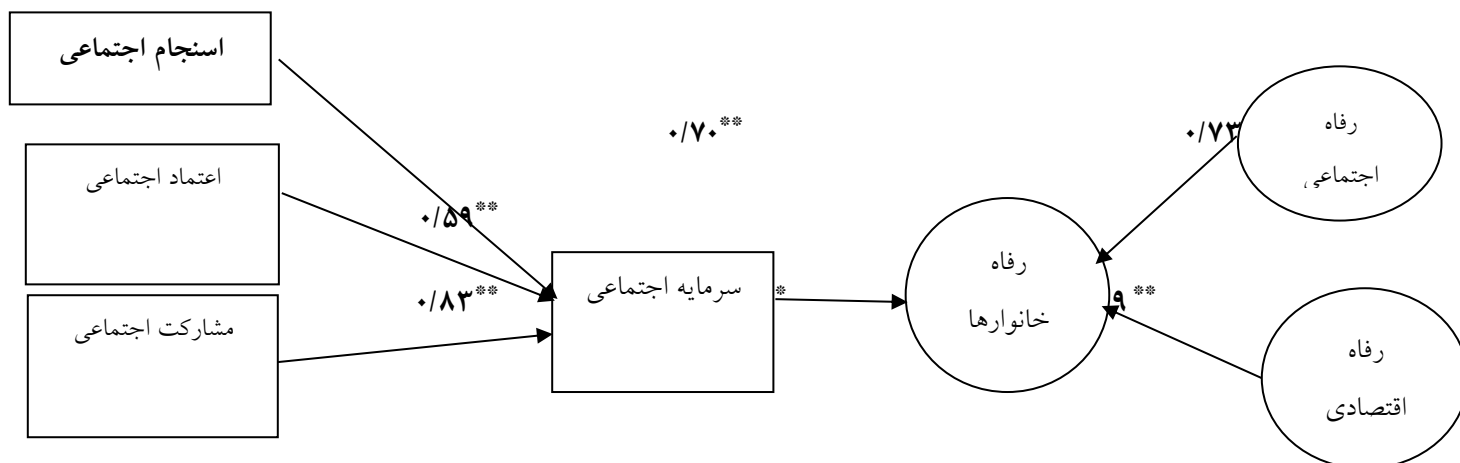 اسنجام اجتماعی
۰/۷۰**
۰/۷۳
رفاه
اجتماعی
اعتماد اجتماعی
۰/۵۹**
سرمایه اجتماعی
*
رفاه
خانوارها
۹**
۰/۸۳**
مشارکت اجتماعی
رفاه
اقتصادی